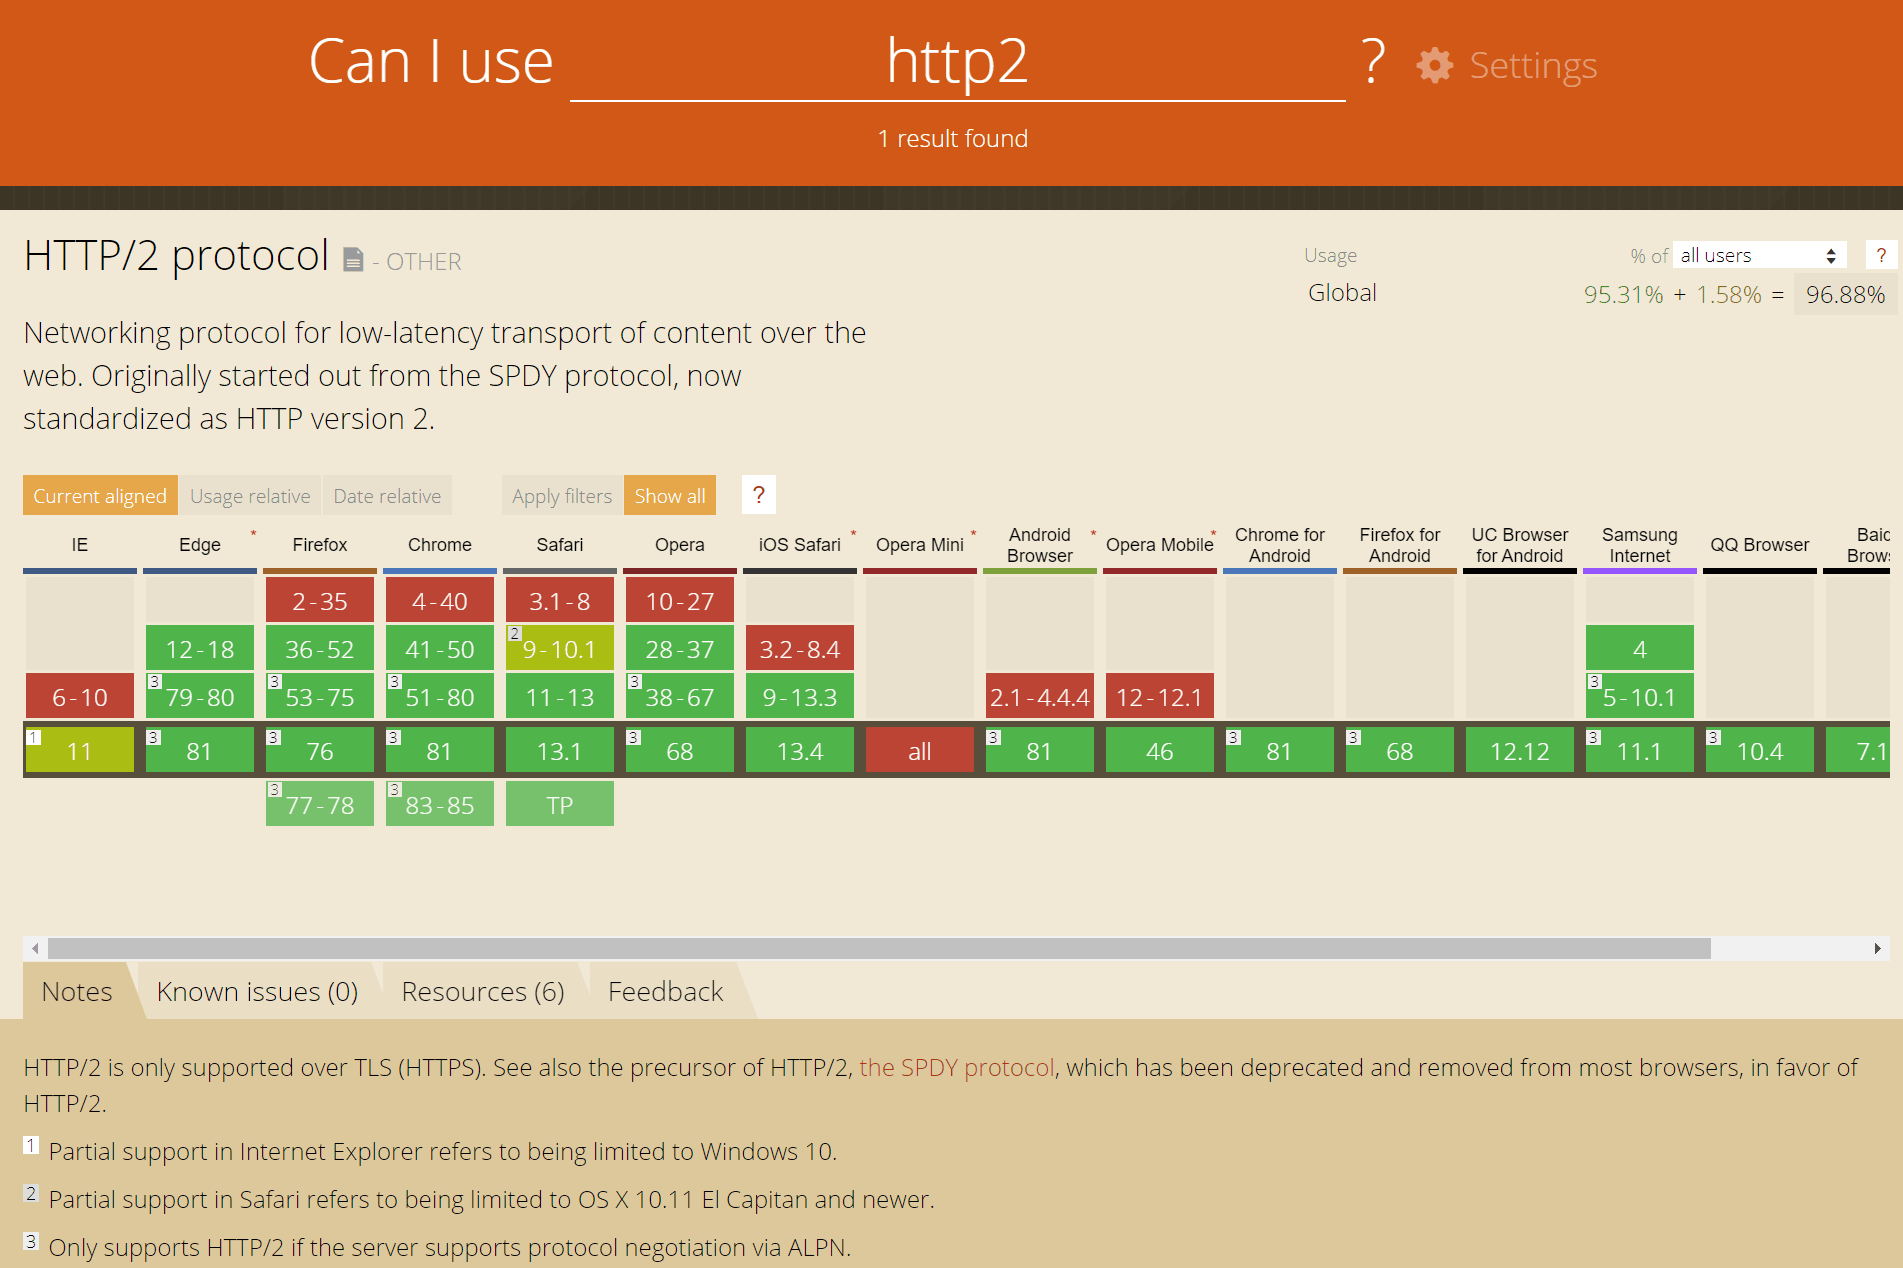 Can I use http2 ? Settings
1 result found
HTTP/2 protocol - OTHER
Usage % of all users ?
Global 95.31% + 1.58% = 96.88%
Networking protocol for low-latency transport of content over the
web. Originally started out from the SPDY protocol, now
standardized as HTTP version 2.
Current aligned Usage relative Date relative Apply filters Show all ?
IE Edge * Firefox Chrome Safari Opera iOS Safari * Opera Mini * Android Browser * Opera Mobile * Chrome for Android Firefox for Android UC Browser for Android Samsung Internet QQ Browser
2-35 4-40 3.1-8 10-27
12-18 36-52 41-50 2 9-10.1 28-37 3.2-8.4 4
6-10 3 79-80 3 53-75 3 51-80 11-13 3 38-67 9-13.3 2.1-4.4.4 12-12.1 3 5-10.1
1 11 3 81 3 76 3 81 13.1 3 68 13.4 all 3 81 46 3 81 3 68 12.12 3 11.1 3 10.4 7.1
3 77-78 3 83-85 TP
Notes Known issues (0) Resources (6) Feedback
HTTP/2 is only supported over TLS (HTTPS). See also the precursor of HTTP/2, the SPDY protocol, which has been deprecated and removed from most browsers, in favor of
HTTP/2.
1 Partial support in Internet Explorer refers to being limited to Windows 10.
2 Partial support in Safari refers to being limited to OS X 10.11 El Capitan and newer.
3 Only supports HTTP/2 if the server supports protocol negotiation via ALPN.